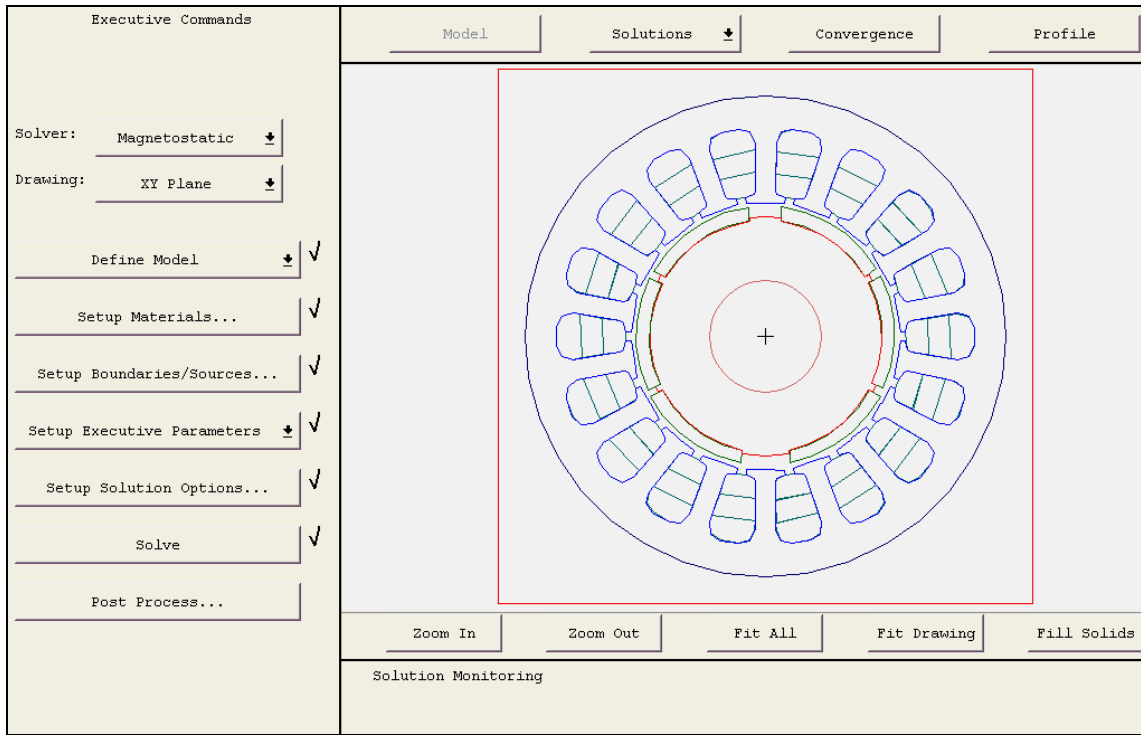 Executive Commands
Model
Solutions
Convergence
Profile
Solver:
Magnetostatic
Drawing:
XY Plane
Define Model
Setup Materials...
Setup Boundaries/Sources...
Setup Executive Parameters
Setup Solution Options...
Solve
Post Process...
Zoom In
Zoom Out
Fit All
Fit Drawing
Fill Solids
Solution Monitoring